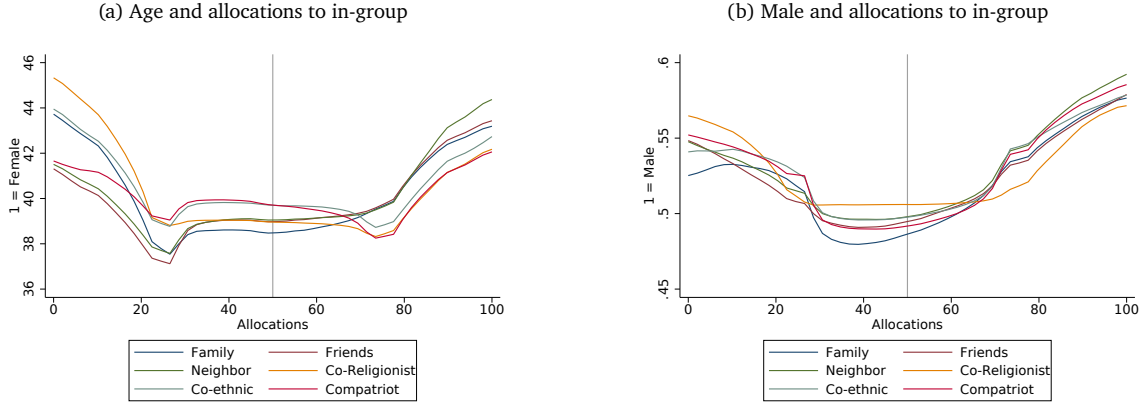 (a) Age and allocations to in-group
1 = Female
46
44
42
40
38
36
0 20 40 60 80 100
Allocations
Family Friends
Neighbor Co-Religionist
Co-ethnic Compatriot
(b) Male and allocations to in-group
1 = Male
.6
.55
.5
.45
0 20 40 60 80 100
Allocations
Family Friends
Neighbor Co-Religionist
Co-ethnic Compatriot